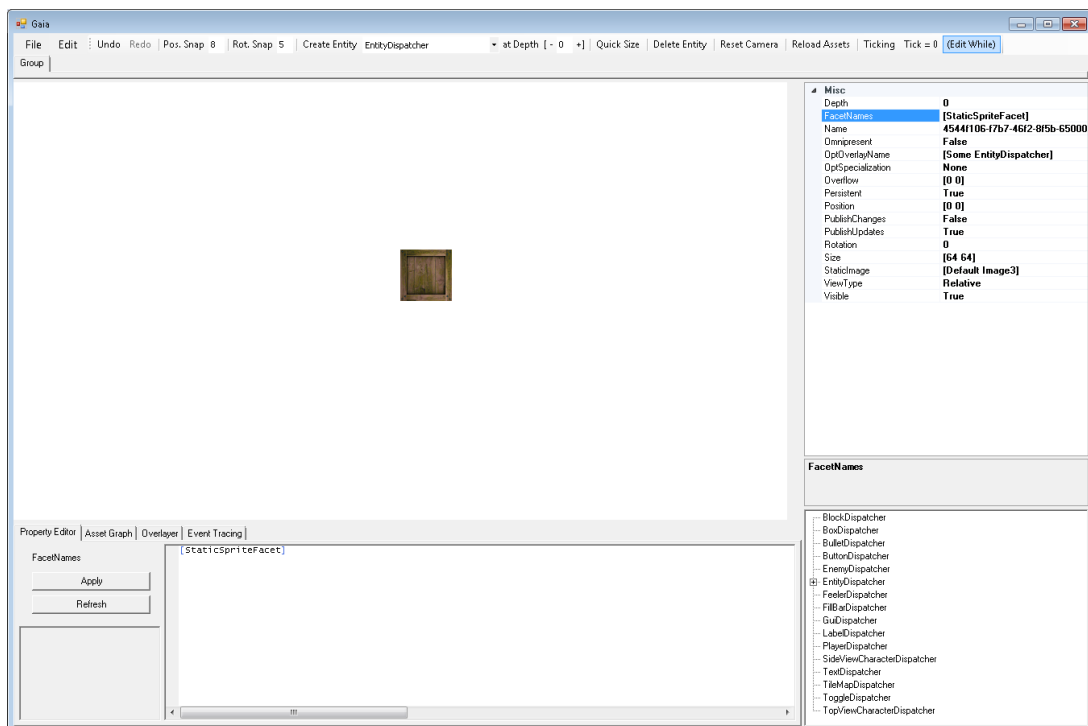 Gaia
File Edit Undo Redo Pos. Snap 8 Rot. Snap 5 Create Entity EntityDispatcher at Depth [ - 0 +] Quick Size Delete Entity Reset Camera Reload Assets Ticking Tick = 0 (Edit While)
Group
Misc
Depth 0
FacetNames [StaticSpriteFacet]
Name 4544f106-f7b7-46f2-8f5b-65000
Omnipresent False
OptOverlayName [Some EntityDispatcher]
OptSpecialization None
Overflow [0 0]
Persistent True
Position [0 0]
PublishChanges False
PublishUpdates True
Rotation 0
Size [64 64]
StaticImage [Default Image3]
ViewType Relative
Visible True
FacetNames
Property Editor Asset Graph Overlayer Event Tracing
FacetNames
Apply
Refresh
[StaticSpriteFacet]
BlockDispatcher
BoxDispatcher
BulletDispatcher
ButtonDispatcher
EnemyDispatcher
EntityDispatcher
FeelerDispatcher
FillBarDispatcher
GuiDispatcher
LabelDispatcher
PlayerDispatcher
SideViewCharacterDispatcher
TextDispatcher
TileMapDispatcher
ToggleDispatcher
TopViewCharacterDispatcher